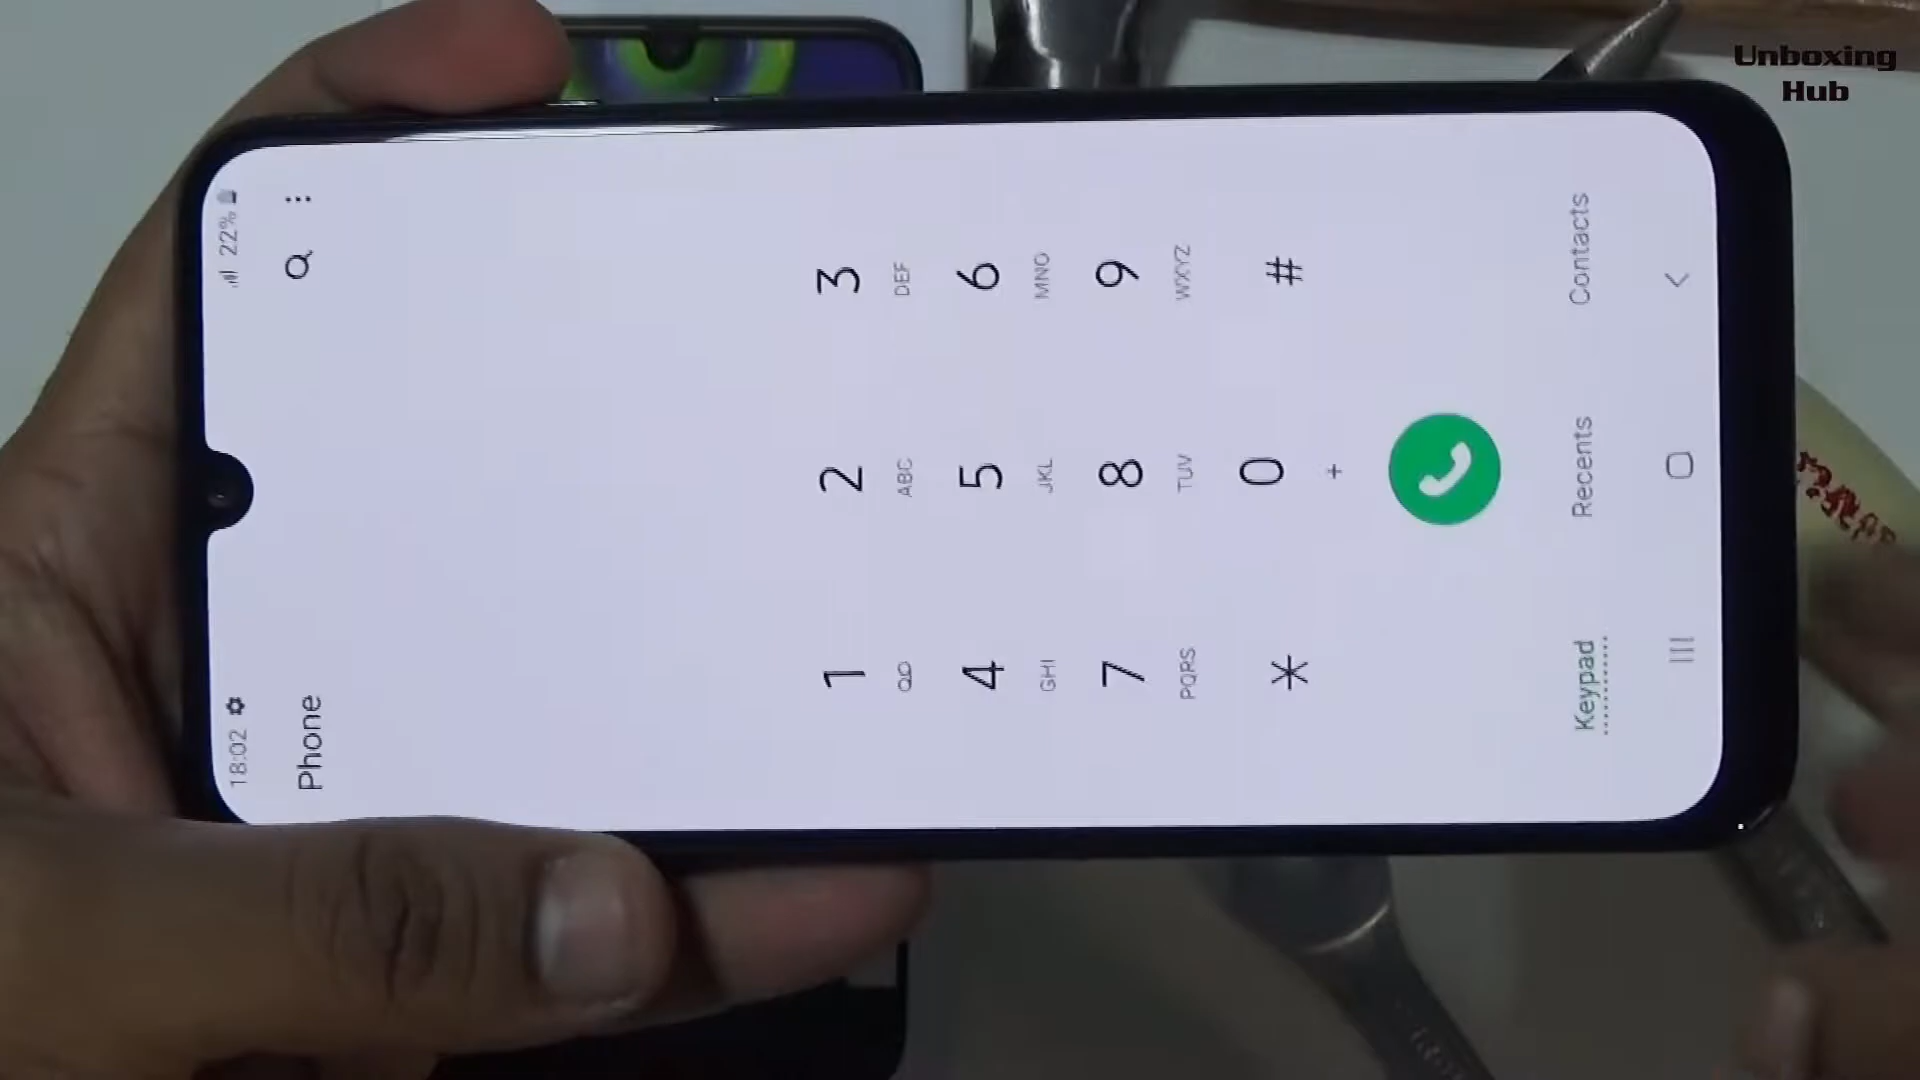 Unboxing
Hub
18:02
22%
Phone
1
2 ABC
3 DEF
4 GHI
5 JKL
6 MNO
7 PQRS
8 TUV
9 WXYZ
*
0 +
#
Keypad
Recents
Contacts